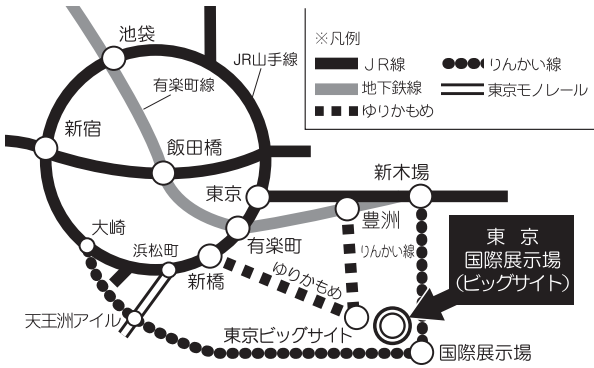 ※凡例
JR線
りんかい線
地下鉄線
東京モノレール
ゆりかもめ
池袋
JR山手線
有楽町線
新宿
飯田橋
新木場
東京
豊洲
大崎
有楽町
浜松町
りんかい線
新橋
ゆりかもめ
東京
国際展示場
(ビッグサイト)
天王洲アイル
東京ビッグサイト
国際展示場